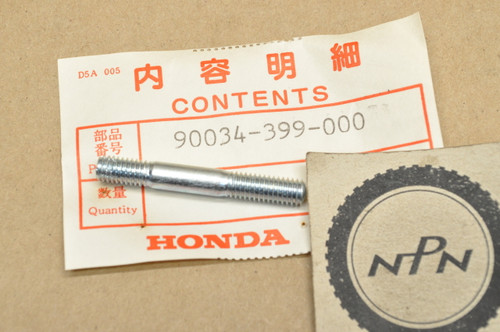 D5A 005
内容明細
CONTENTS
部品
番号
90034-399-000
P
数量
Quantity
HONDA
NPN